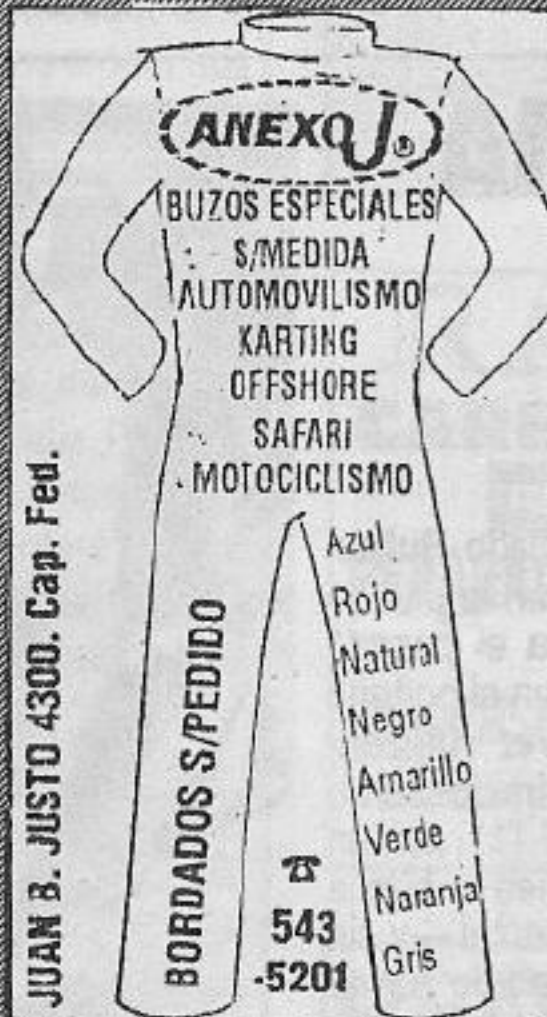 ANEXO J®
BUZOS ESPECIALES
S/MEDIDA
AUTOMOVILISMO
KARTING
OFFSHORE
SAFARI
MOTOCICLISMO
Azul
Rojo
Natural
Negro
Amarillo
Verde
Naranja
Gris
BORDADOS S/PEDIDO
☎
543
-5201
JUAN B. JUSTO 4300. Cap. Fed.